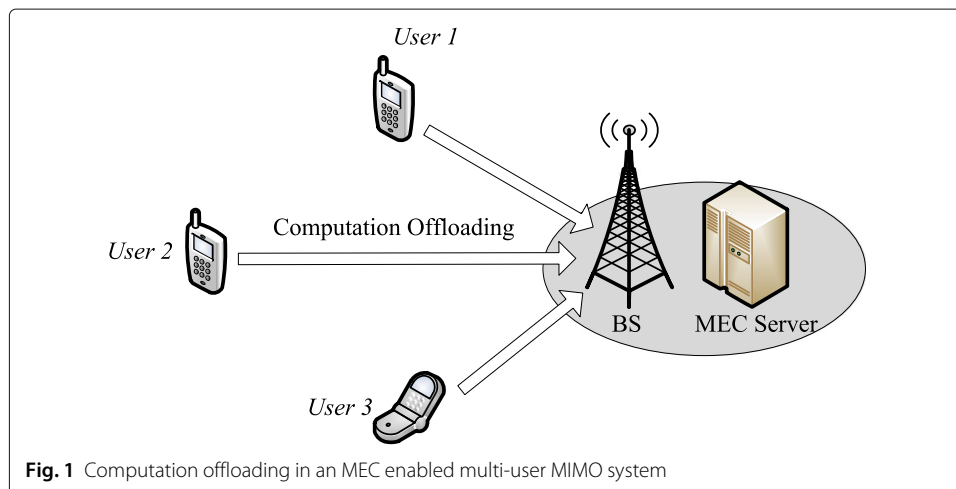 User 1
Computation Offloading
User 2
BS
MEC Server
User 3
Fig. 1 Computation offloading in an MEC enabled multi-user MIMO system